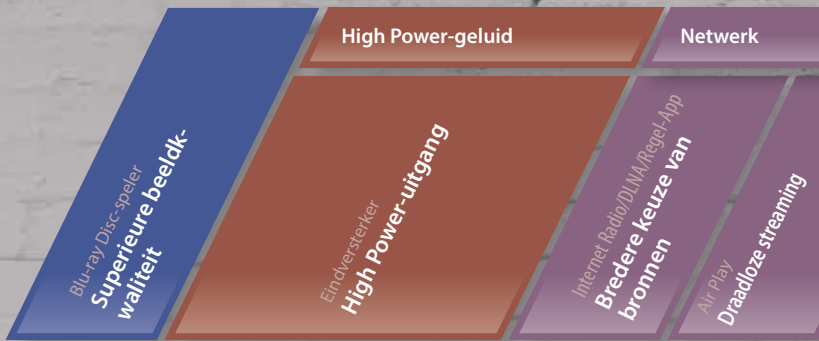 High Power-geluid
Netwerk
Blu-ray Disc-speler
Superieure beeldk-
waliteit
Eindversterker
High Power-uitgang
Internet Radio/DLNA/Regel-App
Bredere keuze van
bronnen
Air Play
Draadloze streaming